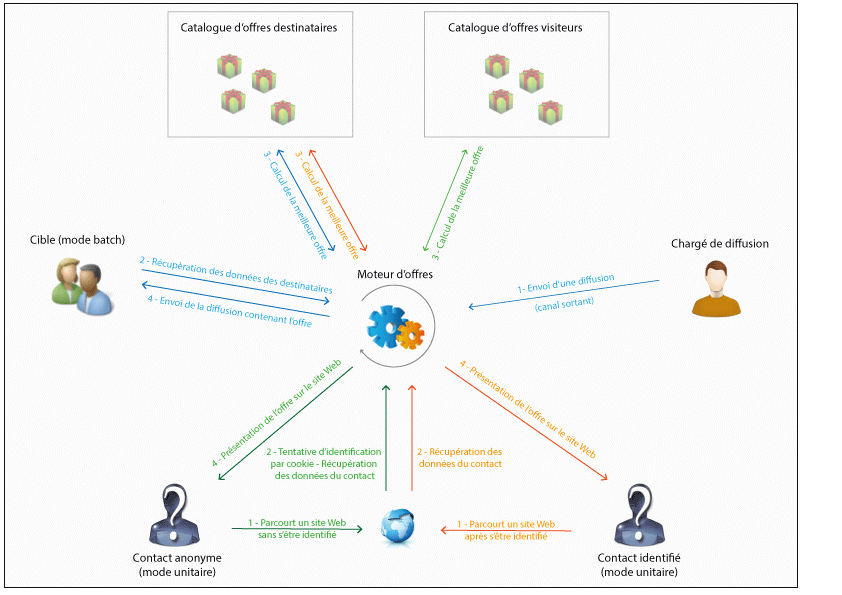 Catalogue d'offres destinataires
Catalogue d'offres visiteurs
3 - Calcul de la meilleure offre
3 - Calcul de la meilleure offre
3 - Calcul de la meilleure offre
Cible (mode batch)
Chargé de diffusion
2 - Récupération des données des destinataires
4 - Envoi de la diffusion contenant l'offre
Moteur d'offres
1- Envoi d'une diffusion
(canal sortant)
4 - Présentation de l'offre sur le site Web
4 - Présentation de l'offre sur le site Web
2 - Tentative d'identification
par cookie - Récupération
des données du contact
2 - Récupération des
données du contact
1 - Parcourt un site Web
sans s'être identifié
1 - Parcourt un site Web
après s'être identifié
Contact anonyme
(mode unitaire)
Contact identifié
(mode unitaire)